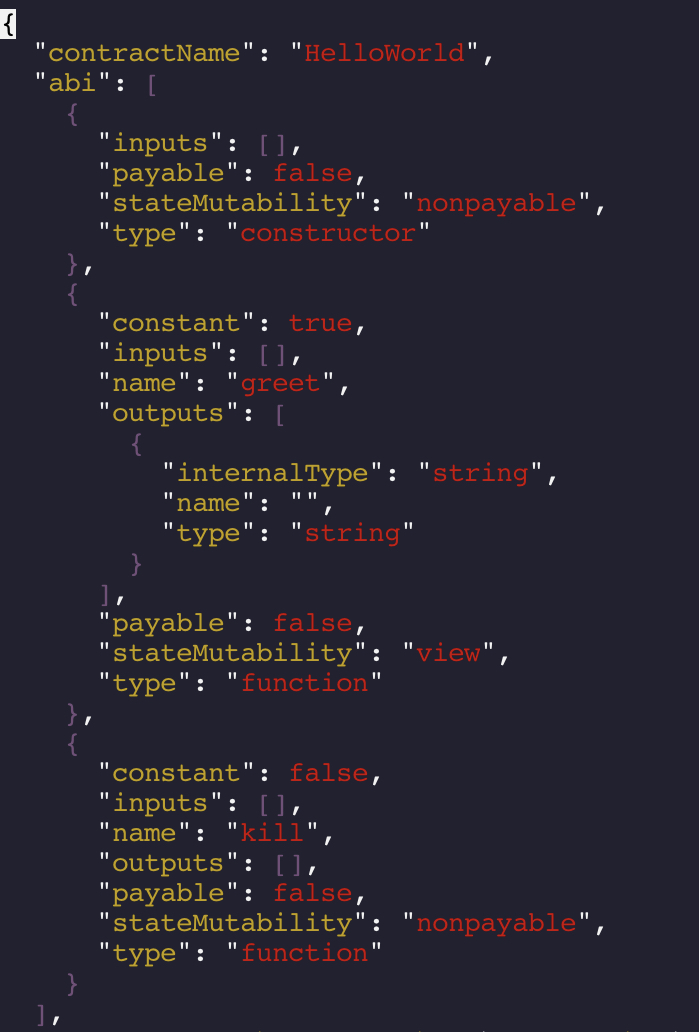 {
  "contractName": "HelloWorld",
  "abi": [
    {
      "inputs": [],
      "payable": false,
      "stateMutability": "nonpayable",
      "type": "constructor"
    },
    {
      "constant": true,
      "inputs": [],
      "name": "greet",
      "outputs": [
        {
          "internalType": "string",
          "name": "",
          "type": "string"
        }
      ],
      "payable": false,
      "stateMutability": "view",
      "type": "function"
    },
    {
      "constant": false,
      "inputs": [],
      "name": "kill",
      "outputs": [],
      "payable": false,
      "stateMutability": "nonpayable",
      "type": "function"
    }
  ],